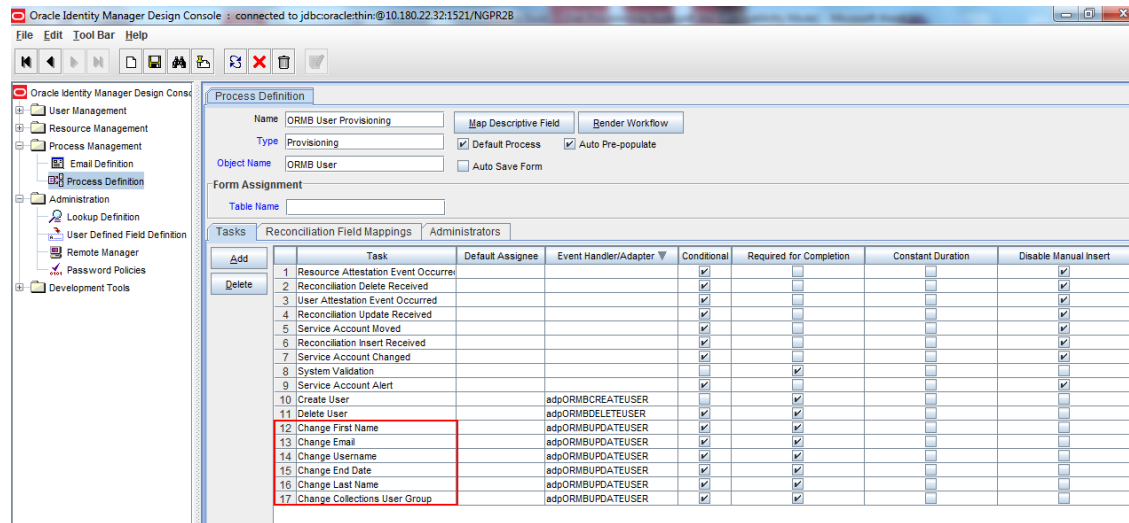 Oracle Identity Manager Design Console : connected to jdbc:oracle:thin:@10.180.22.32:1521/NGPR2B
File Edit Tool Bar Help
Oracle Identity Manager Design Consc
User Management
Resource Management
Process Management
Email Definition
Process Definition
Administration
Lookup Definition
User Defined Field Definition
Remote Manager
Password Policies
Development Tools
Process Definition
Name ORMB User Provisioning Map Descriptive Field Render Workflow
Type Provisioning Default Process Auto Pre-populate
Object Name ORMB User Auto Save Form
Form Assignment
Table Name
Tasks Reconciliation Field Mappings Administrators
Add
Delete
Task Default Assignee Event Handler/Adapter Conditional Required for Completion Constant Duration Disable Manual Insert
1 Resource Attestation Event Occurre
2 Reconciliation Delete Received
3 User Attestation Event Occurred
4 Reconciliation Update Received
5 Service Account Moved
6 Reconciliation Insert Received
7 Service Account Changed
8 System Validation
9 Service Account Alert
10 Create User adpORMBCREATEUSER
11 Delete User adpORMBDELETEUSER
12 Change First Name adpORMBUPDATEUSER
13 Change Email adpORMBUPDATEUSER
14 Change Username adpORMBUPDATEUSER
15 Change End Date adpORMBUPDATEUSER
16 Change Last Name adpORMBUPDATEUSER
17 Change Collections User Group adpORMBUPDATEUSER